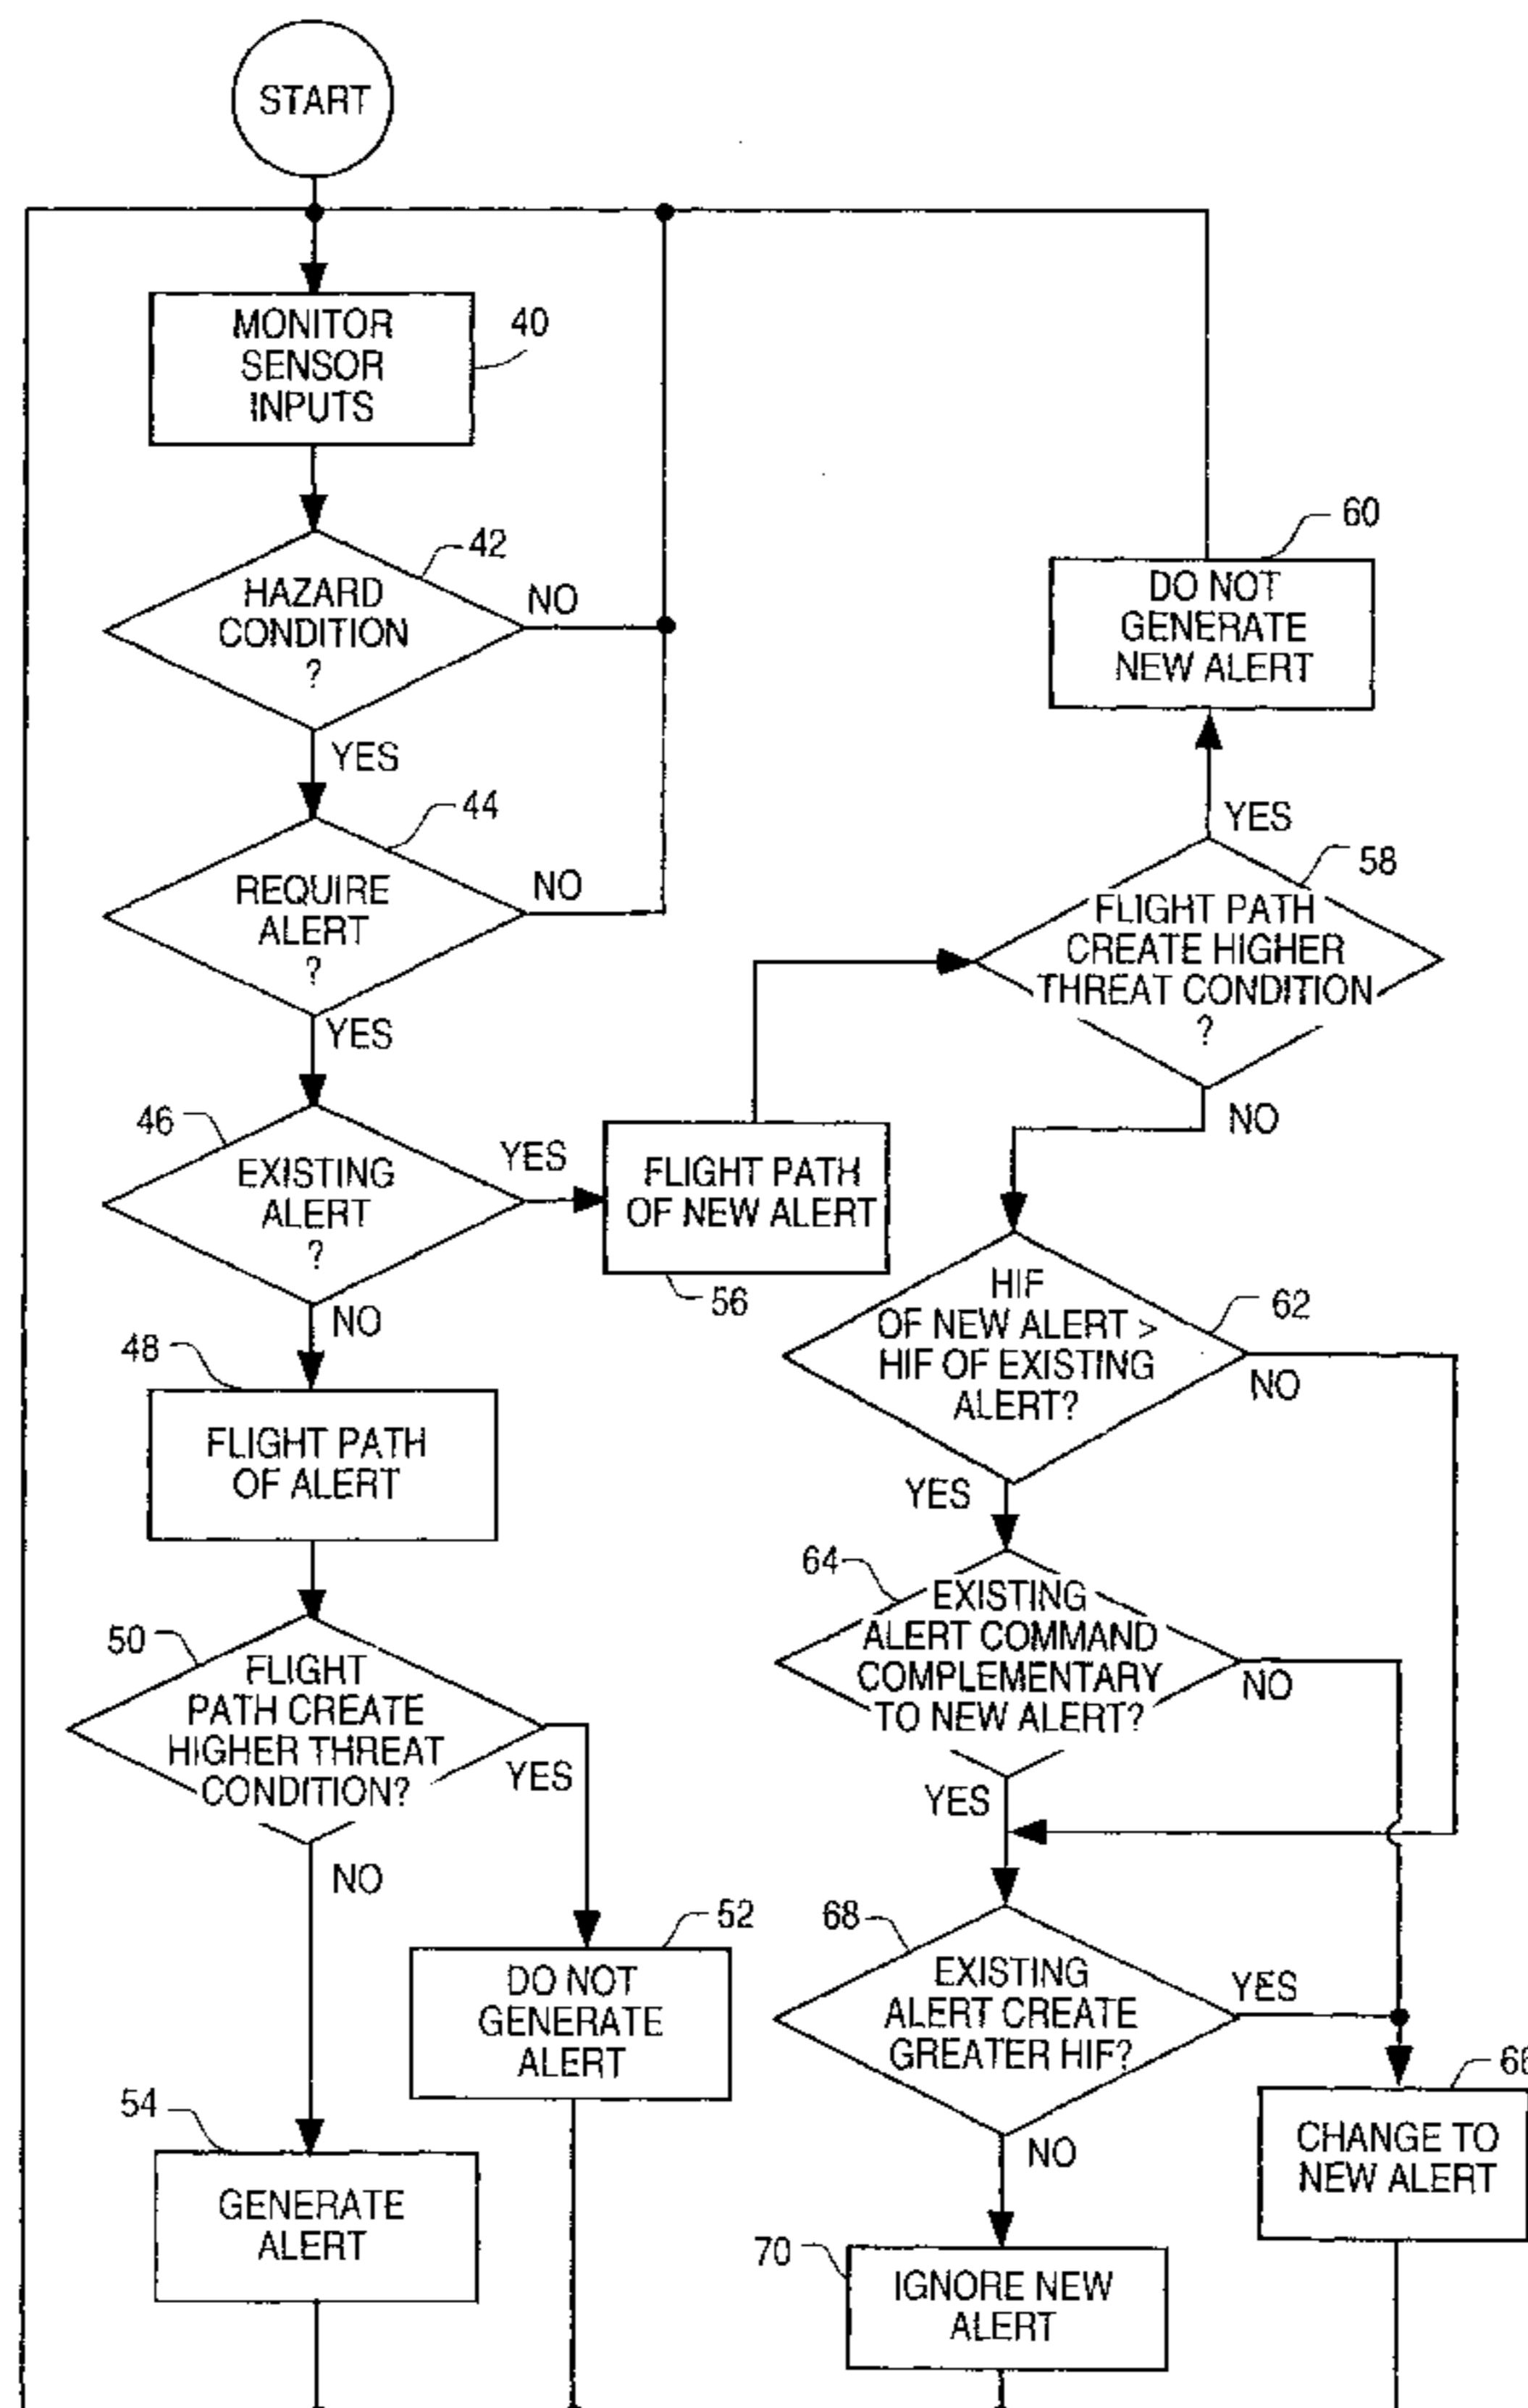 START
MONITOR
SENSOR
INPUTS
40
HAZARD
CONDITION
?
42
NO
YES
REQUIRE
ALERT
?
44
NO
YES
EXISTING
ALERT
?
46
YES
NO
48
FLIGHT PATH
OF ALERT
50
FLIGHT
PATH CREATE
HIGHER THREAT
CONDITION?
YES
NO
52
DO NOT
GENERATE
ALERT
54
GENERATE
ALERT
FLIGHT PATH
OF NEW ALERT
56
60
DO NOT
GENERATE
NEW ALERT
YES
58
FLIGHT PATH
CREATE HIGHER
THREAT CONDITION
?
NO
HIF
OF NEW ALERT >
HIF OF EXISTING
ALERT?
62
NO
YES
64
EXISTING
ALERT COMMAND
COMPLEMENTARY
TO NEW ALERT?
NO
YES
68
EXISTING
ALERT CREATE
GREATER HIF?
YES
NO
66
CHANGE TO
NEW ALERT
70
IGNORE NEW
ALERT